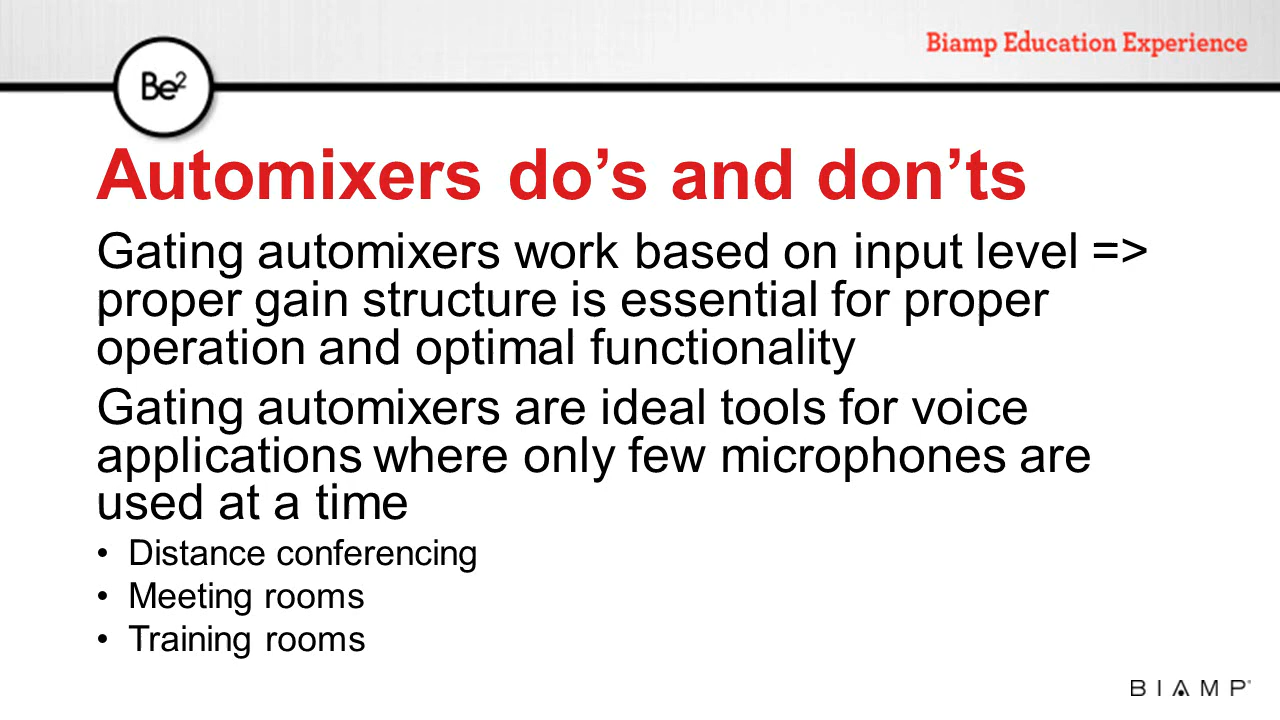 Biamp Education Experience
Be²
Automixers do’s and don’ts
Gating automixers work based on input level =>
proper gain structure is essential for proper
operation and optimal functionality
Gating automixers are ideal tools for voice
applications where only few microphones are
used at a time
• Distance conferencing
• Meeting rooms
• Training rooms
BIAMP®